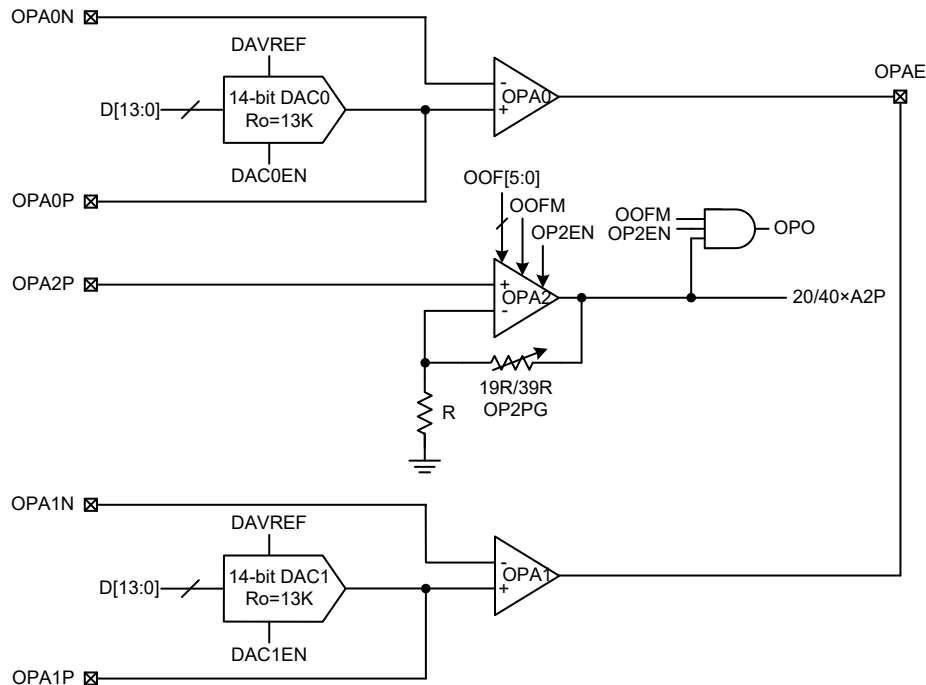 OPA0N
DAVREF
14-bit DAC0
Ro=13K
D[13:0]
DAC0EN
OPA0P
-
+
OPA0
OPAE
OOF[5:0]
OOFM
OP2EN
OOFM
OP2EN
OPO
OPA2P
+
-
OPA2
20/40×A2P
19R/39R
OP2PG
R
OPA1N
DAVREF
14-bit DAC1
Ro=13K
D[13:0]
DAC1EN
OPA1P
-
+
OPA1